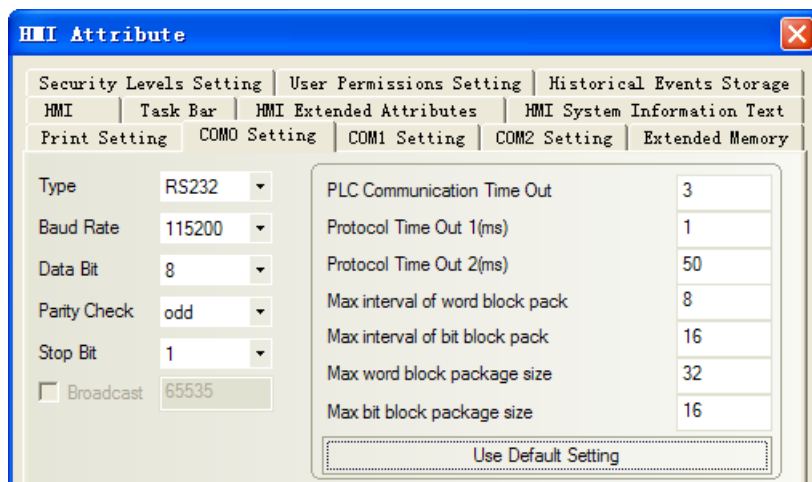 HMI Attribute
Security Levels Setting User Permissions Setting Historical Events Storage
HMI Task Bar HMI Extended Attributes HMI System Information Text
Print Setting COM0 Setting COM1 Setting COM2 Setting Extended Memory
Type RS232 PLC Communication Time Out 3
Baud Rate 115200 Protocol Time Out 1(ms) 1
Data Bit 8 Protocol Time Out 2(ms) 50
Parity Check odd Max interval of word block pack 8
Stop Bit 1 Max interval of bit block pack 16
Broadcast 65535 Max word block package size 32
Max bit block package size 16
Use Default Setting